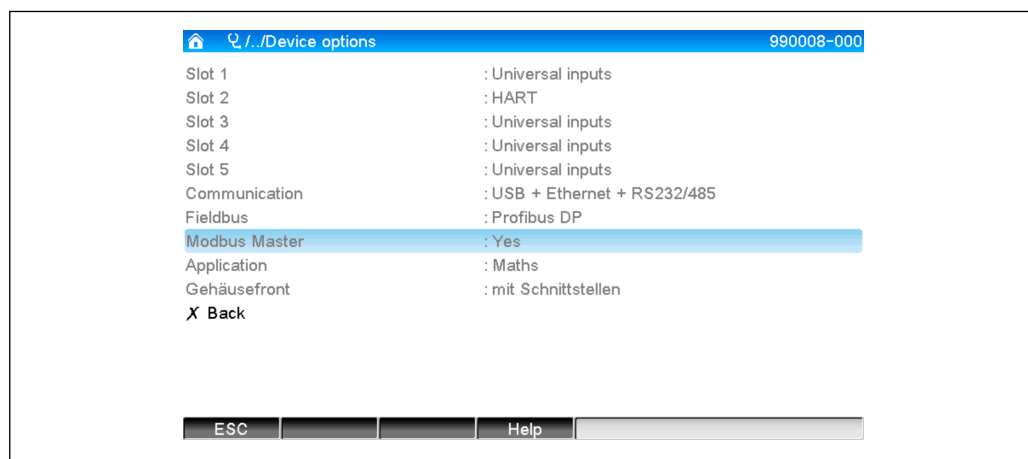 /../Device options 990008-000
Slot 1 : Universal inputs
Slot 2 : HART
Slot 3 : Universal inputs
Slot 4 : Universal inputs
Slot 5 : Universal inputs
Communication : USB + Ethernet + RS232/485
Fieldbus : Profibus DP
Modbus Master : Yes
Application : Maths
Gehäusefront : mit Schnittstellen
X Back
ESC Help